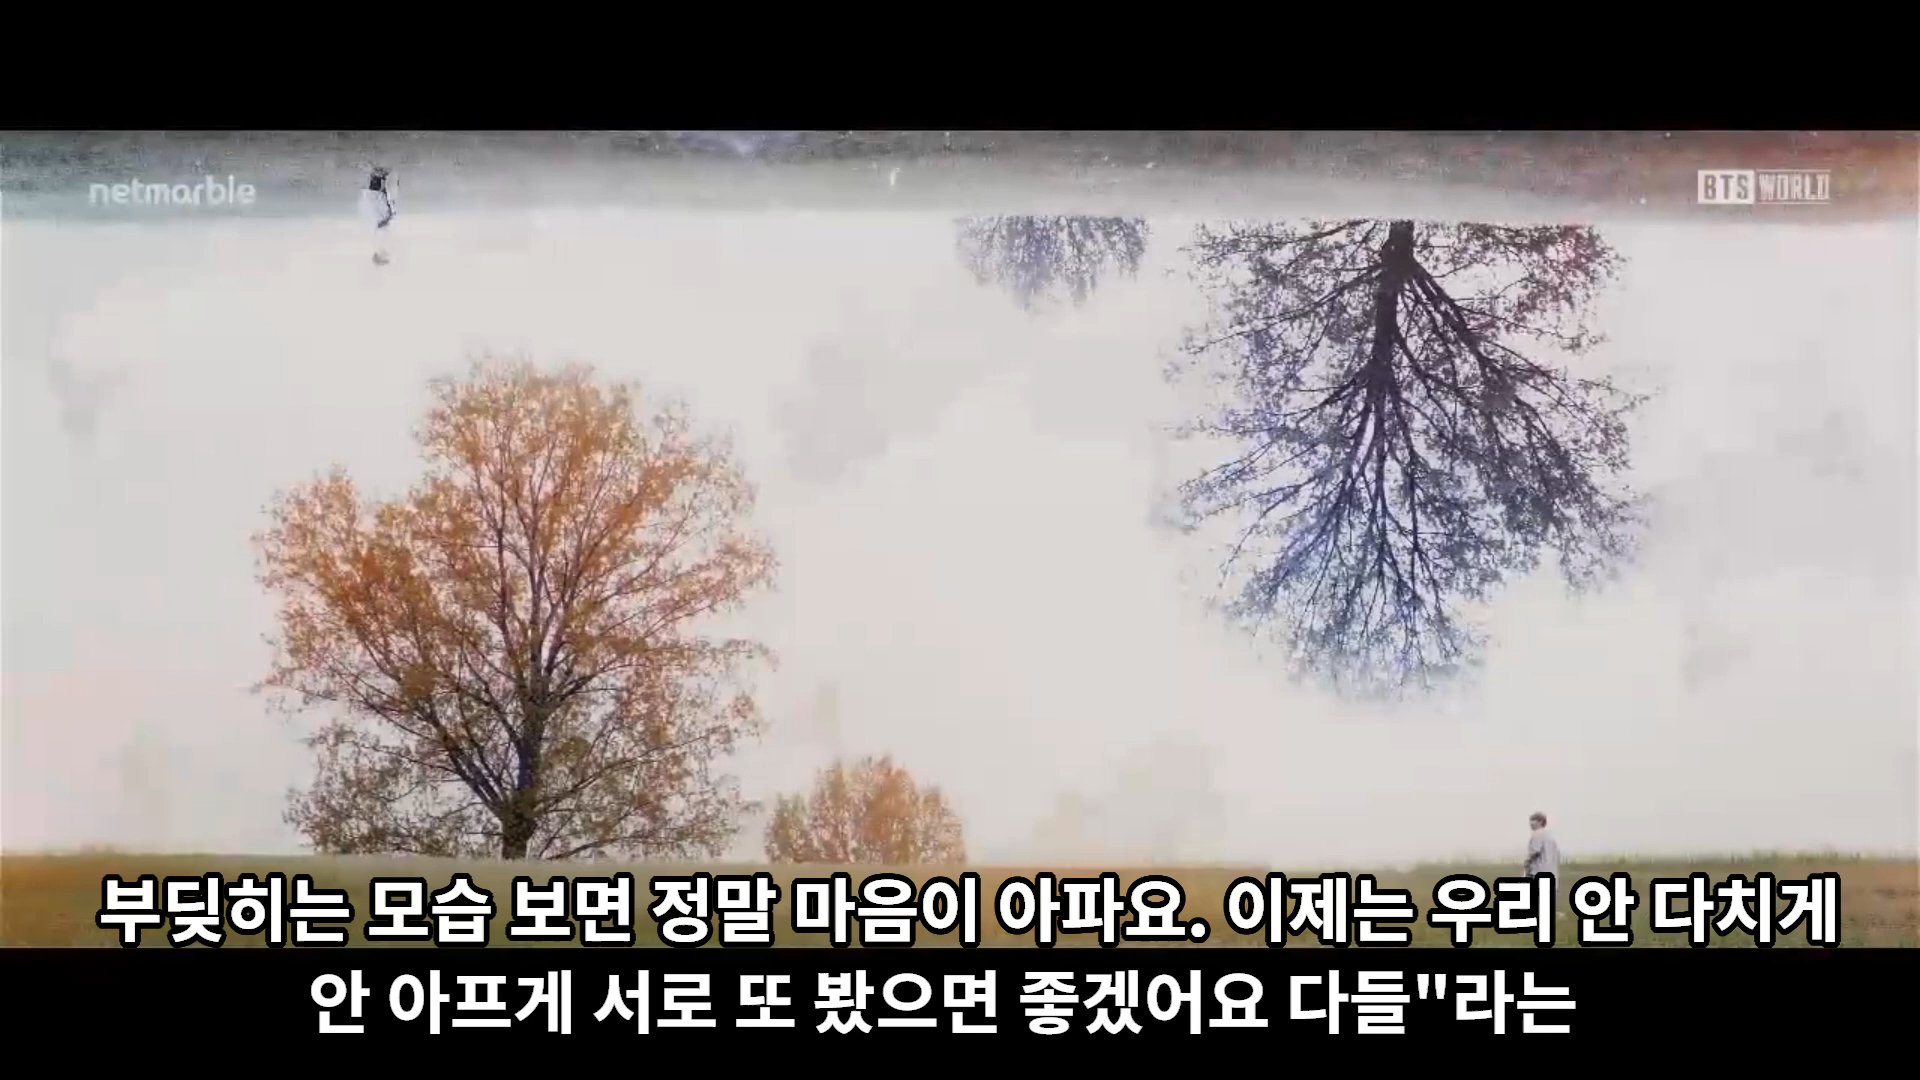 netmarble
BTS WORLD
부딪히는 모습 보면 정말 마음이 아파요. 이제는 우리 안 다치게
안 아프게 서로 또 봤으면 좋겠어요 다들"라는